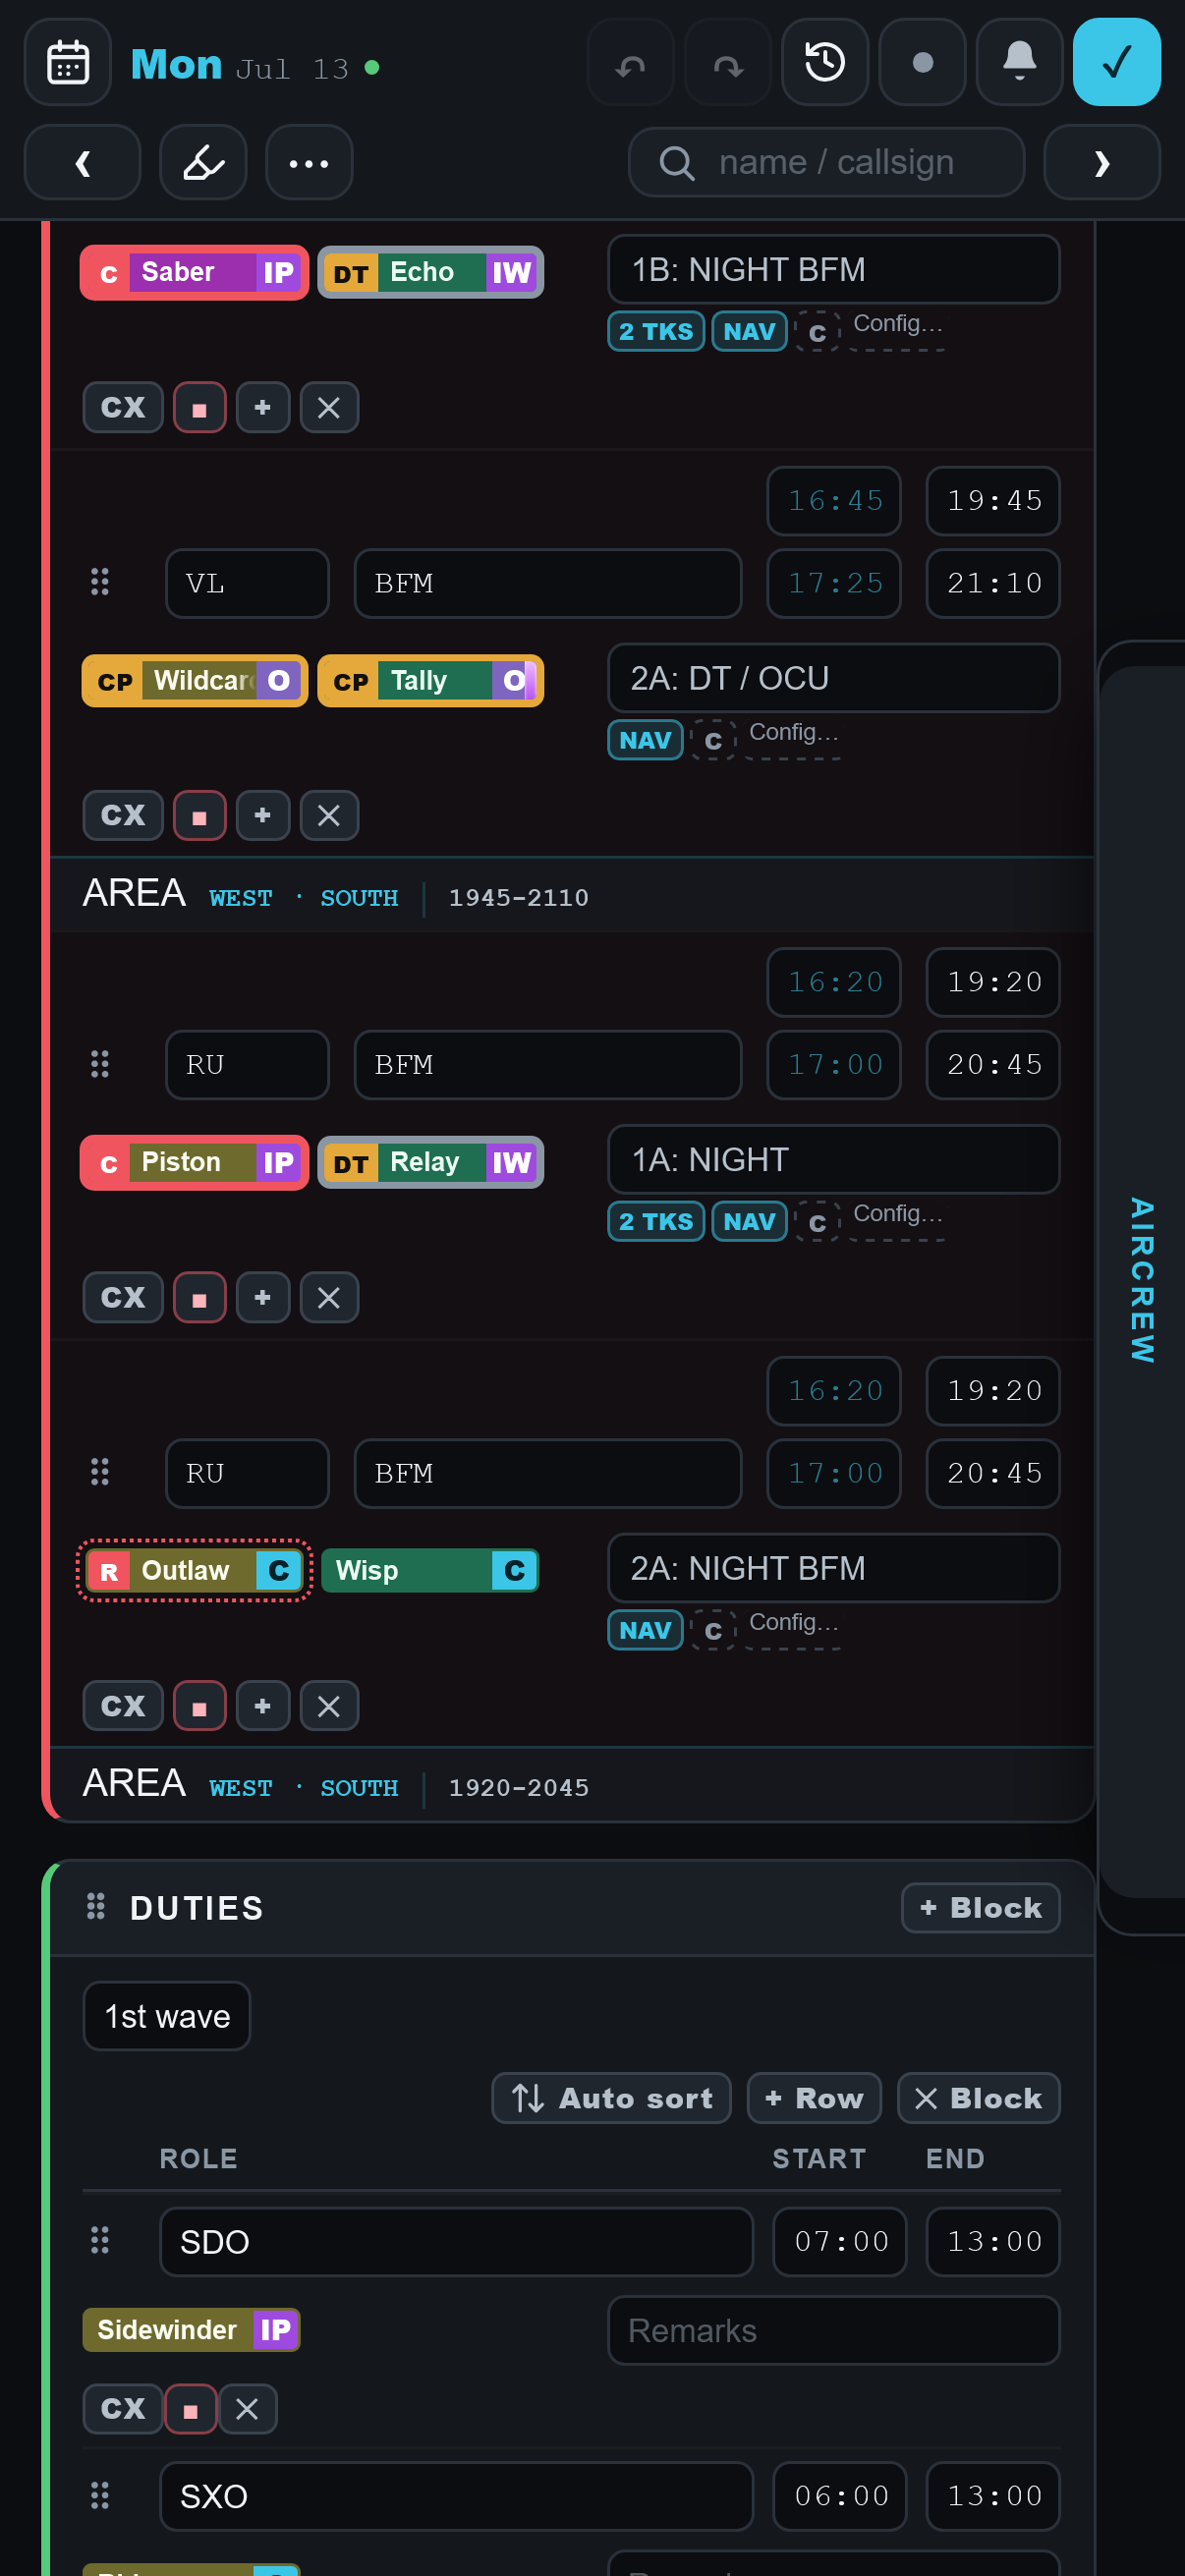 Mon Jul 13
name / callsign
C Saber IP DT Echo IW 1B: NIGHT BFM
2 TKS NAV C Config...
CX +
16:45 19:45
VL BFM 17:25 21:10
CP CP Tally O 2A: DT / OCU
NAV C Config...
CX +
AREA WEST · SOUTH 1945-2110
16:20 19:20
RU BFM 17:00 20:45
C Piston IP DT Relay IW 1A: NIGHT
2 TKS NAV C Config...
CX +
16:20 19:20
RU BFM 17:00 20:45
R Outlaw C Wisp C 2A: NIGHT BFM
NAV C Config...
CX +
AREA WEST · SOUTH 1920-2045
AIRCREW
DUTIES + Block
1st wave
Auto sort + Row × Block
ROLE START END
SDO 07:00 13:00
Sidewinder IP Remarks
CX
SXO 06:00 13:00